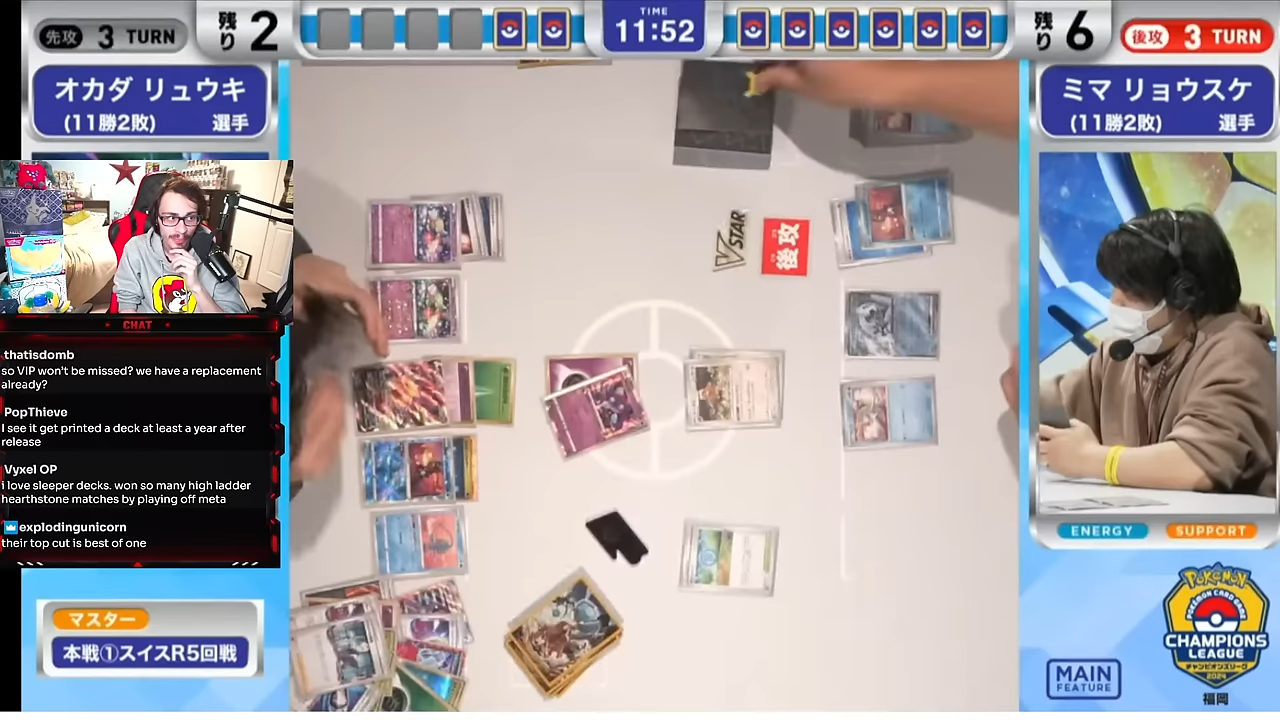 先攻 3 TURN
残り 2
TIME
11:52
残り 6
後攻 3 TURN
オカダ リュウキ
(11勝2敗) 選手
ミマ リョウスケ
(11勝2敗) 選手
VSTAR
後攻
CHAT
thatisdomb
so VIP won't be missed? we have a replacement
already?
PopThieve
I see it get printed a deck at least a year after
release
Vyxel OP
i love sleeper decks. won so many high ladder
hearthstone matches by playing off meta
explodingunicorn
their top cut is best of one
マスター
本戦①スイスR5回戦
ENERGY
SUPPORT
MAIN
FEATURE
POKÉMON
CHAMPIONS
LEAGUE
チャンピオンズリーグ
2024
福岡